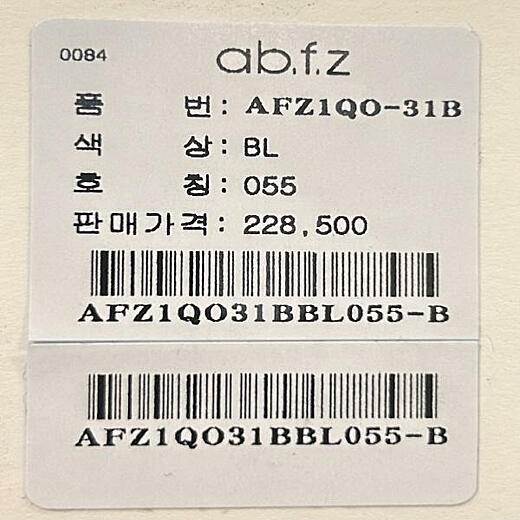 0084
ab.f.z
품 번: AFZ1QO-31B
색 상: BL
호 칭: 055
판매가격: 228,500
AFZ1QO31BBL055-B
AFZ1QO31BBL055-B